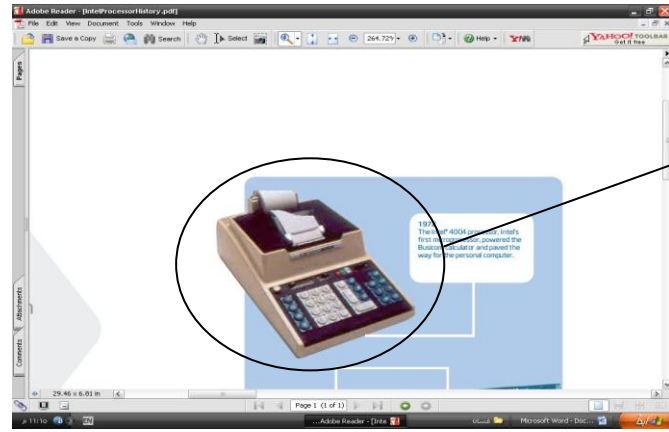 Adobe Reader - [IntelProcessorHistory.pdf]
File Edit View Document Tools Window Help
Save a Copy Search Select 264.72% Help Y! YAHOO! TOOLBAR
Get it free
Pages
The Intel® 4004 processor, Intel's
first microprocessor, powered the
Busicom calculator and paved the
way for the personal computer.
Attachments
Comments
29.46 x 6.81 in
Page 1 (1 of 1)
11:10 EN ...Adobe Reader - [Inte Microsoft Word - Doc...